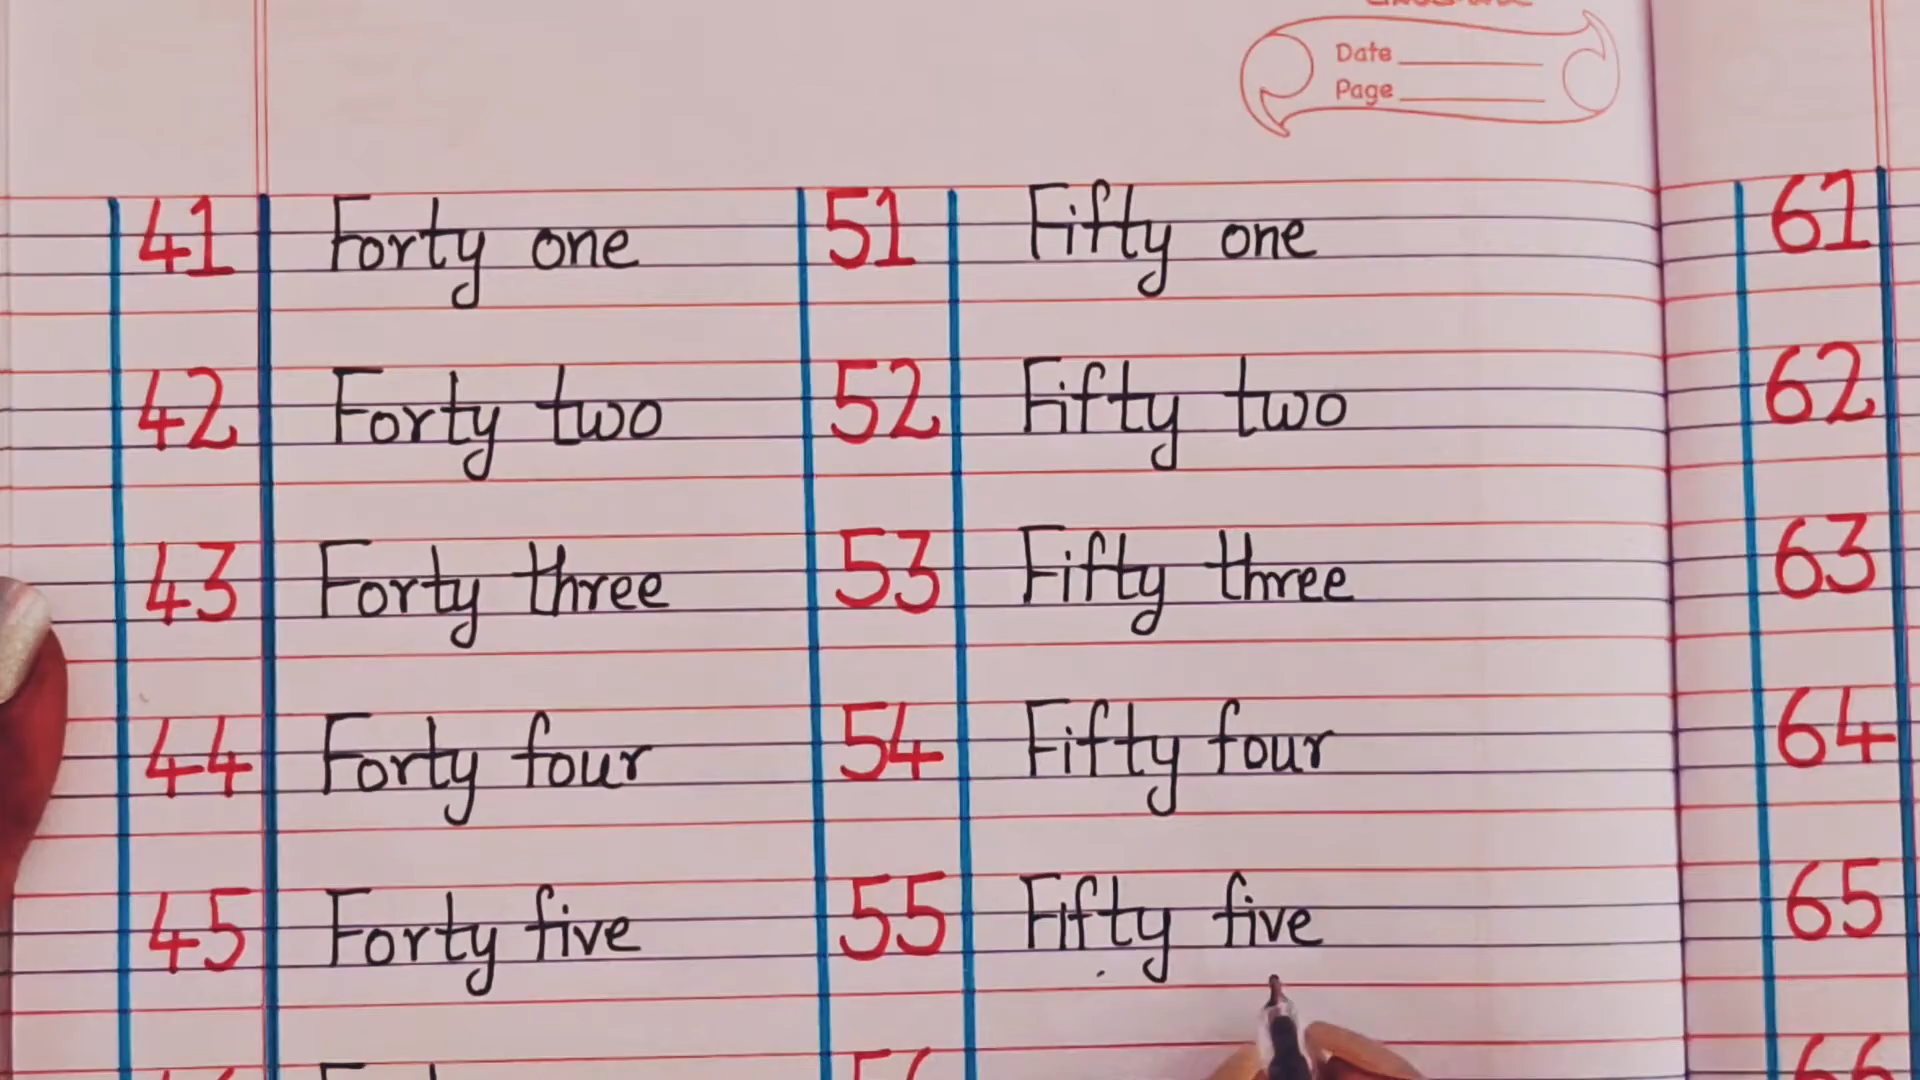 Date
Page
41 Forty one 51 Fifty one 61
42 Forty two 52 Fifty two 62
43 Forty three 53 Fifty three 63
44 Forty four 54 Fifty four 64
45 Forty five 55 Fifty five 65